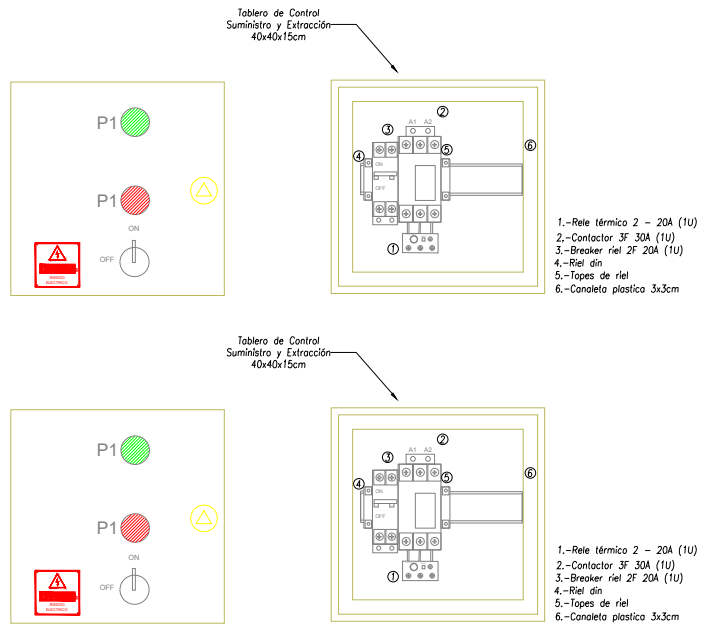 Tablero de Control
Suministro y Extracción
40x40x15cm
P1
P1
ON
OFF
RIESGO
ELECTRICO
A1 A2
ON
OFF
1
2
3
4
5
6
1.-Rele térmico 2 - 20A (1U)
2.-Contactor 3F 30A (1U)
3.-Breaker riel 2F 20A (1U)
4.-Riel din
5.-Topes de riel
6.-Canaleta plastica 3x3cm
Tablero de Control
Suministro y Extracción
40x40x15cm
P1
P1
ON
OFF
RIESGO
ELECTRICO
A1 A2
ON
OFF
1
2
3
4
5
6
1.-Rele térmico 2 - 20A (1U)
2.-Contactor 3F 30A (1U)
3.-Breaker riel 2F 20A (1U)
4.-Riel din
5.-Topes de riel
6.-Canaleta plastica 3x3cm